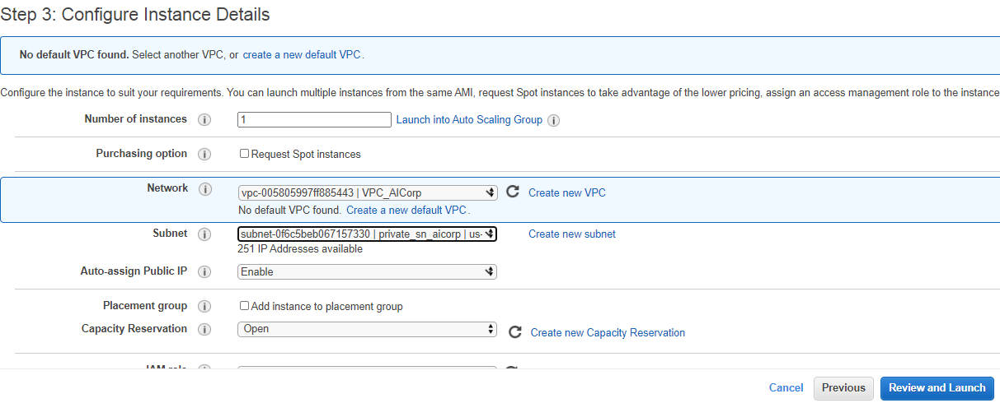 Step 3: Configure Instance Details
No default VPC found. Select another VPC, or create a new default VPC.
Configure the instance to suit your requirements. You can launch multiple instances from the same AMI, request Spot instances to take advantage of the lower pricing, assign an access management role to the instance
Number of instances i 1 Launch into Auto Scaling Group i
Purchasing option i Request Spot instances
Network i vpc-005805997ff885443 | VPC_AICorp Create new VPC
No default VPC found. Create a new default VPC.
Subnet i subnet-0f6c5beb067157330 | private_sn_aicorp | us- Create new subnet
251 IP Addresses available
Auto-assign Public IP i Enable
Placement group i Add instance to placement group
Capacity Reservation i Open Create new Capacity Reservation
IAM role
Cancel Previous Review and Launch